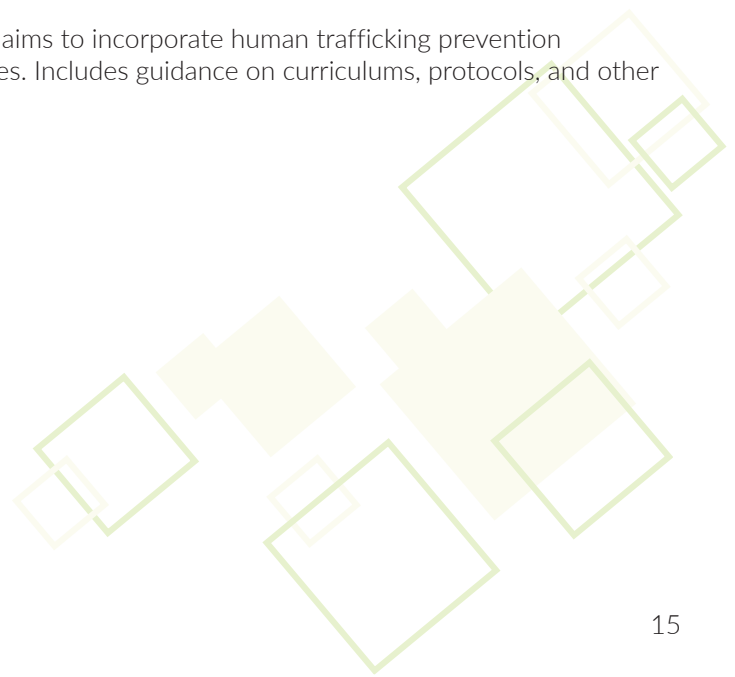 aims to incorporate human trafficking prevention
es. Includes guidance on curriculums, protocols, and other
15